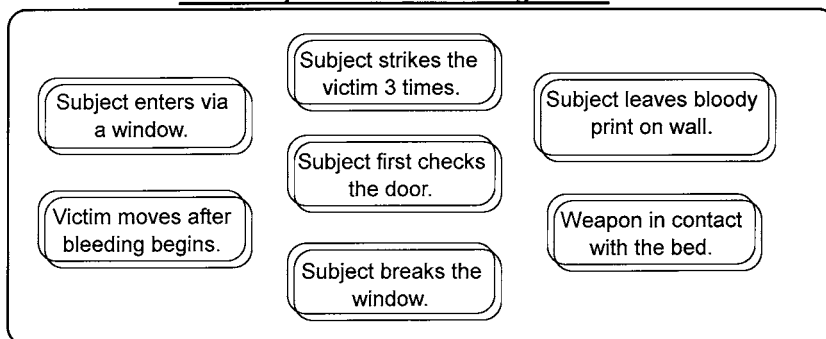 Subject enters via
a window.
Victim moves after
bleeding begins.
Subject strikes the
victim 3 times.
Subject first checks
the door.
Subject breaks the
window.
Subject leaves bloody
print on wall.
Weapon in contact
with the bed.